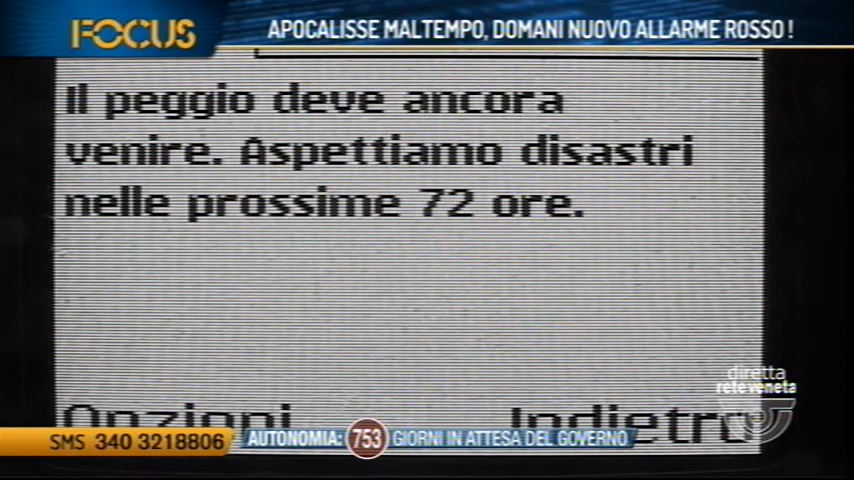 FOCUS
APOCALISSE MALTEMPO, DOMANI NUOVO ALLARME ROSSO!
Il peggio deve ancora
venire. Aspettiamo disastri
nelle prossime 72 ore.
diretta
reteveneta
Opzioni Indietro
SMS 340 3218806 AUTONOMIA: 753 GIORNI IN ATTESA DEL GOVERNO